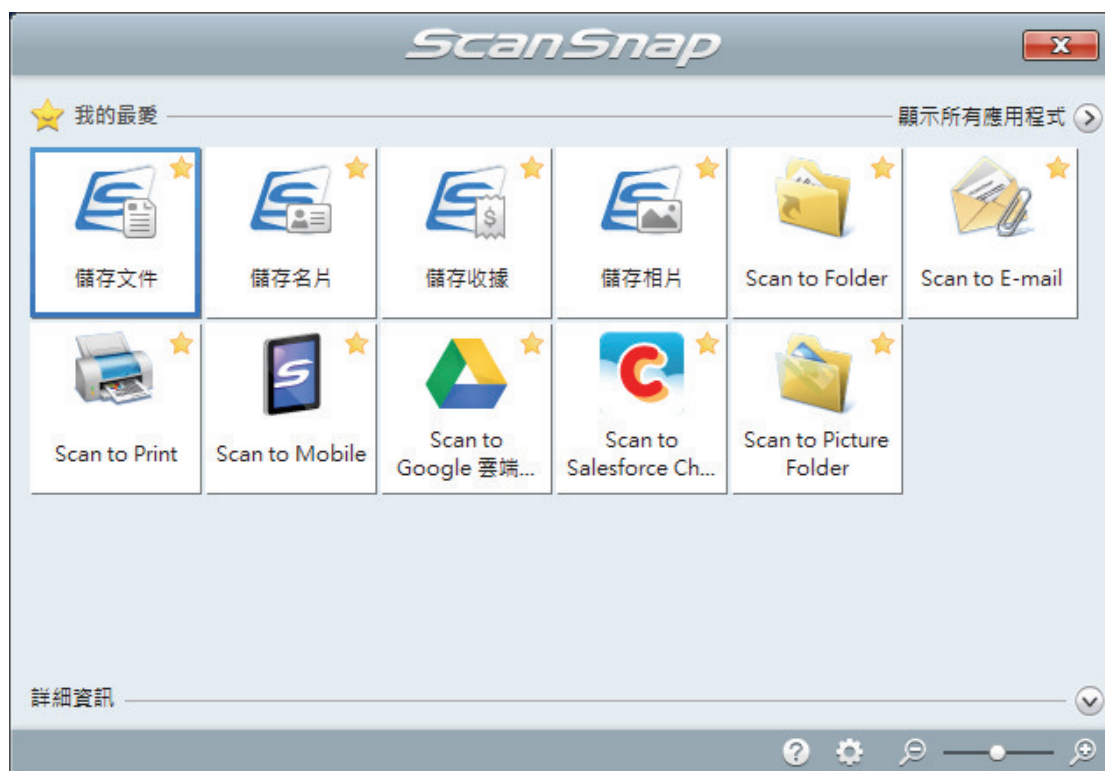 ScanSnap
我的最愛
顯示所有應用程式
儲存文件
儲存名片
儲存收據
儲存相片
Scan to Folder
Scan to E-mail
Scan to Print
Scan to Mobile
Scan to
Google 雲端...
Scan to
Salesforce Ch...
Scan to Picture
Folder
詳細資訊